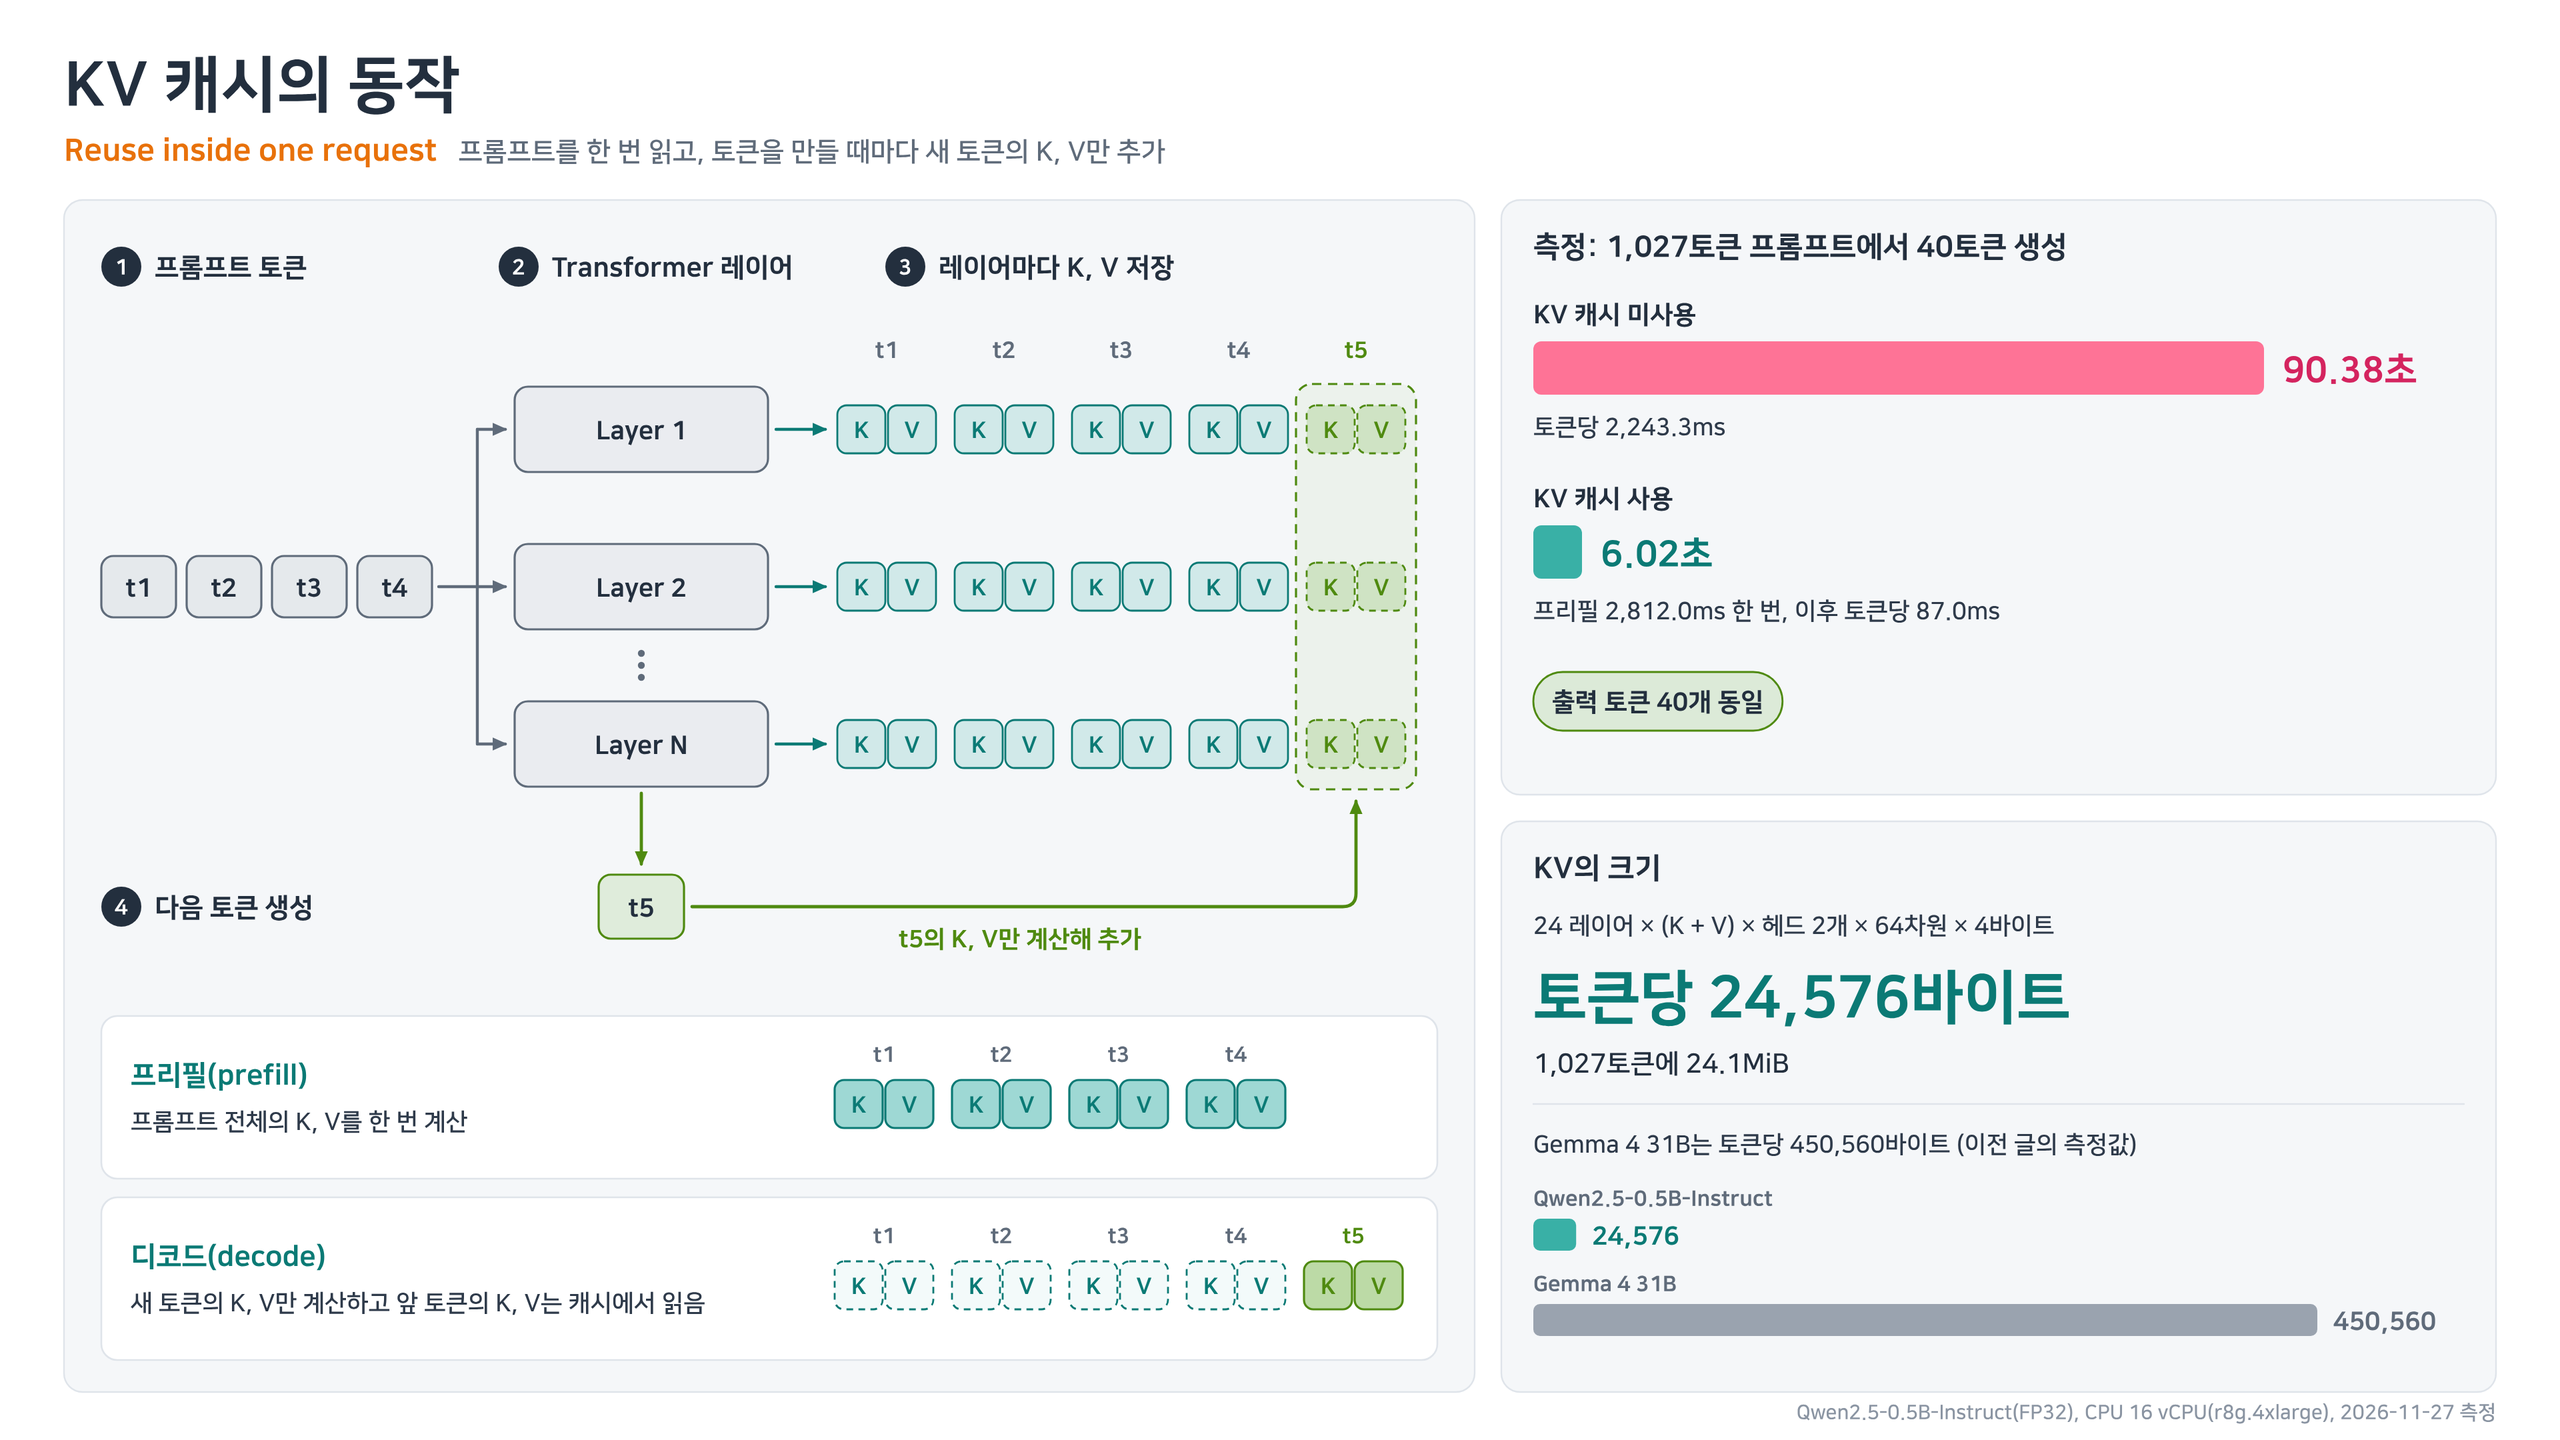 KV 캐시의 동작
Reuse inside one request 프롬프트를 한 번 읽고, 토큰을 만들 때마다 새 토큰의 K, V만 추가
1 프롬프트 토큰
2 Transformer 레이어
3 레이어마다 K, V 저장
t1 t2 t3 t4 t5
Layer 1 K V K V K V K V K V
t1 t2 t3 t4 Layer 2 K V K V K V K V K V
Layer N K V K V K V K V K V
4 다음 토큰 생성
t5
t5의 K, V만 계산해 추가
프리필(prefill)
프롬프트 전체의 K, V를 한 번 계산
t1 t2 t3 t4
K V K V K V K V
디코드(decode)
새 토큰의 K, V만 계산하고 앞 토큰의 K, V는 캐시에서 읽음
t1 t2 t3 t4 t5
K V K V K V K V K V
측정: 1,027토큰 프롬프트에서 40토큰 생성
KV 캐시 미사용
90.38초
토큰당 2,243.3ms
KV 캐시 사용
6.02초
프리필 2,812.0ms 한 번, 이후 토큰당 87.0ms
출력 토큰 40개 동일
KV의 크기
24 레이어 × (K + V) × 헤드 2개 × 64차원 × 4바이트
토큰당 24,576바이트
1,027토큰에 24.1MiB
Gemma 4 31B는 토큰당 450,560바이트 (이전 글의 측정값)
Qwen2.5-0.5B-Instruct
24,576
Gemma 4 31B
450,560
Qwen2.5-0.5B-Instruct(FP32), CPU 16 vCPU(r8g.4xlarge), 2026-11-27 측정